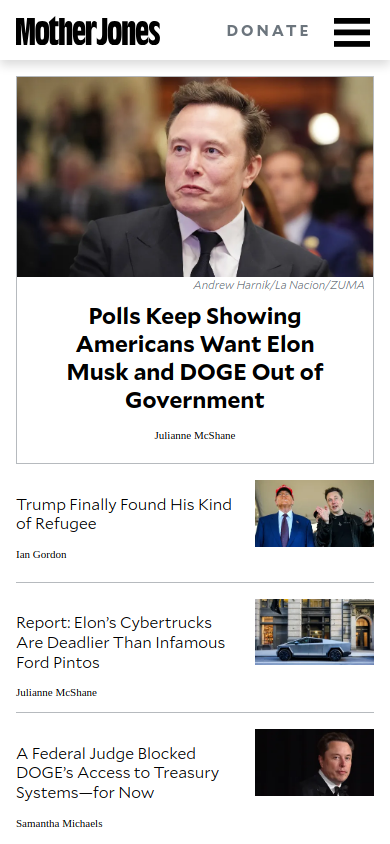 Mother Jones
DONATE
Andrew Harnik/La Nacion/ZUMA
Polls Keep Showing
Americans Want Elon
Musk and DOGE Out of
Government
Julianne McShane
Trump Finally Found His Kind
of Refugee
Ian Gordon
Report: Elon’s Cybertrucks
Are Deadlier Than Infamous
Ford Pintos
Julianne McShane
A Federal Judge Blocked
DOGE’s Access to Treasury
Systems—for Now
Samantha Michaels